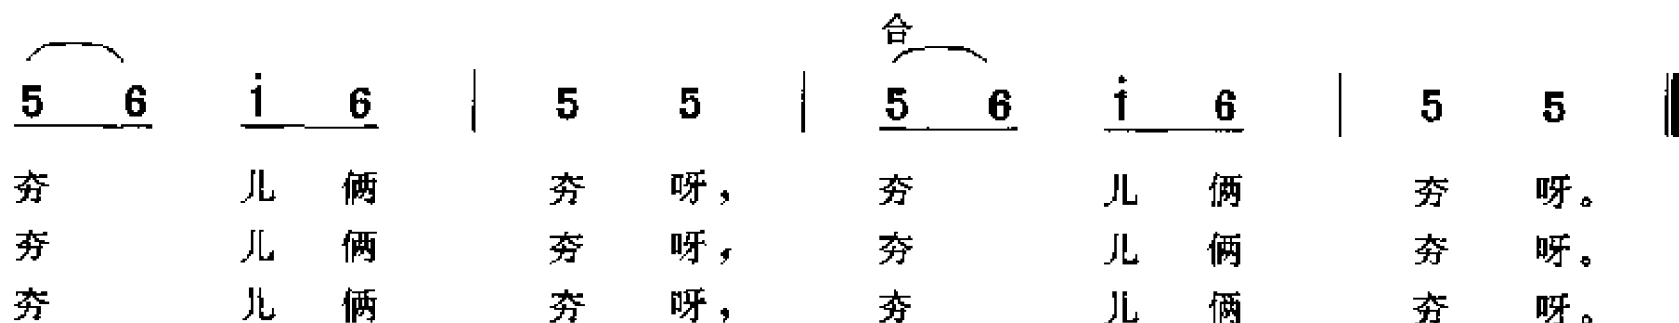 合
5 6 i 6 | 5 5 | 5 6 i 6 | 5 5 ‖
夯 儿 俩 夯 呀， 夯 儿 俩 夯 呀。
夯 儿 俩 夯 呀， 夯 儿 俩 夯 呀。
夯 儿 俩 夯 呀， 夯 儿 俩 夯 呀。